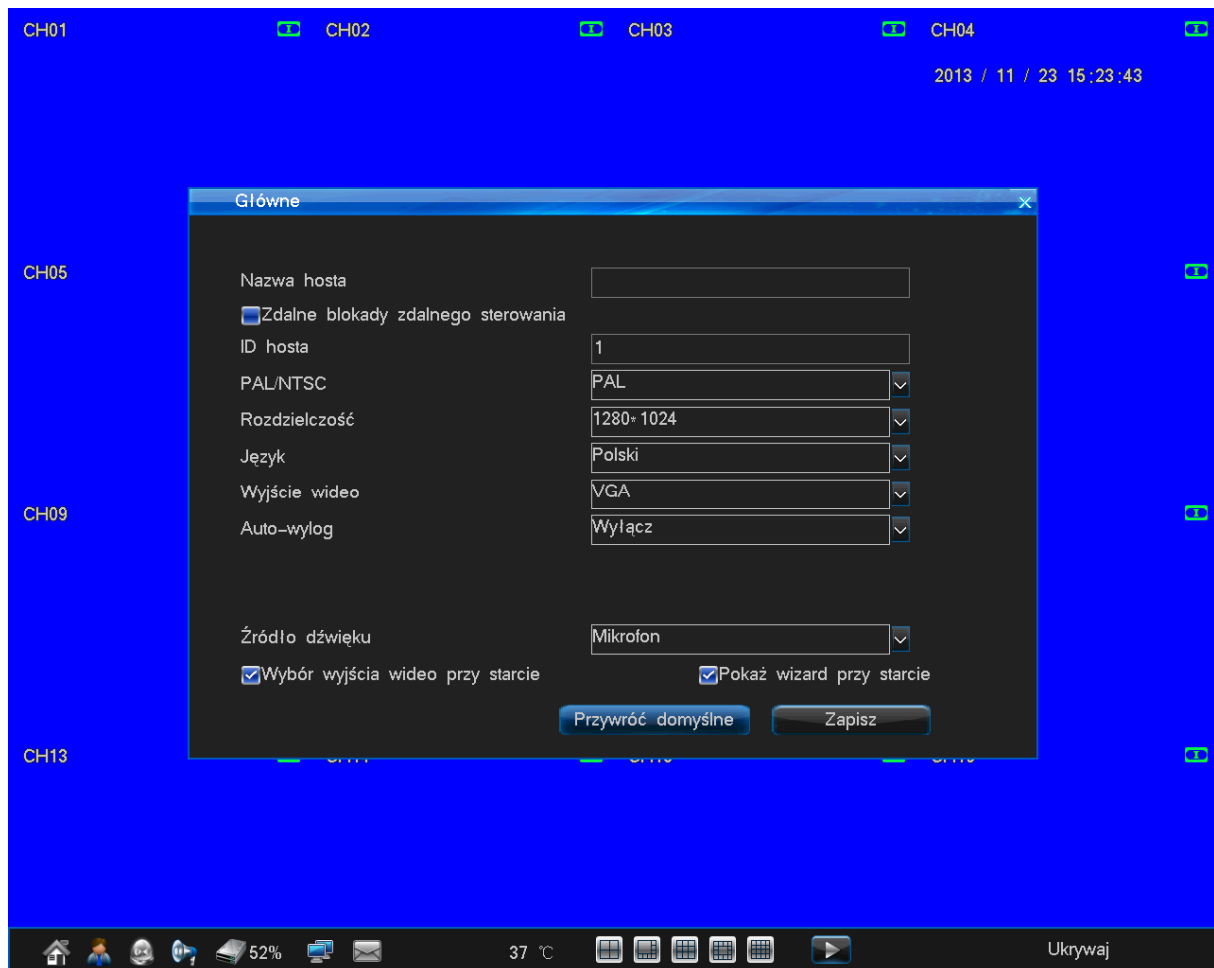 CH01 CH02 CH03 CH04
2013 / 11 / 23 15:23:43
Główne
CH05
Nazwa hosta
Zdalne blokady zdalnego sterowania
ID hosta 1
PAL/NTSC PAL
Rozdzielczość 1280*1024
Język Polski
Wyjście wideo VGA
CH09
Auto-wylog Wyłącz
Źródło dźwięku Mikrofon
Wybór wyjścia wideo przy starcie Pokaż wizard przy starcie
Przywróć domyślne Zapisz
CH13
52% 37 °C Ukrywaj